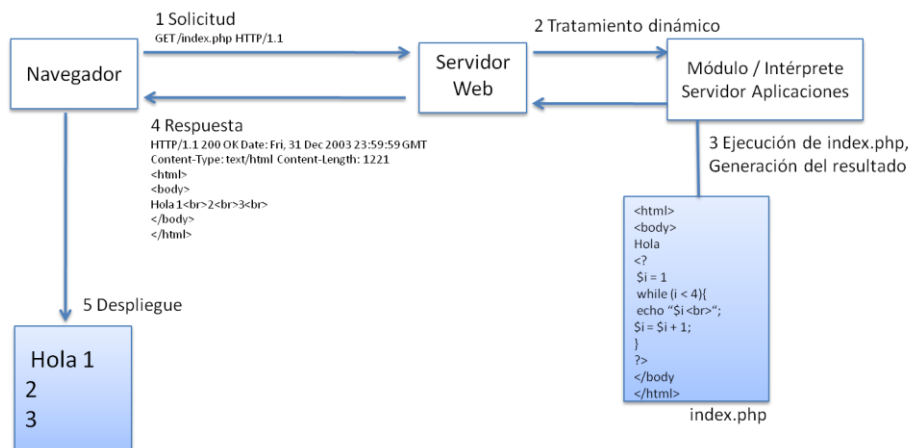 1 Solicitud
GET /index.php HTTP/1.1
2 Tratamiento dinámico
Navegador
Servidor
Web
Módulo / Intérprete
Servidor Aplicaciones
4 Respuesta
HTTP/1.1 200 OK Date: Fri, 31 Dec 2003 23:59:59 GMT
Content-Type: text/html Content-Length: 1221
<html>
<body>
Hola 1<br>2<br>3<br>
</body>
</html>
3 Ejecución de index.php,
Generación del resultado
<html>
<body>
Hola
<?
$i = 1
while (i < 4){
echo “$i <br>“;
$i = $i + 1;
}
?>
</body
</html>
index.php
5 Despliegue
Hola 1
2
3